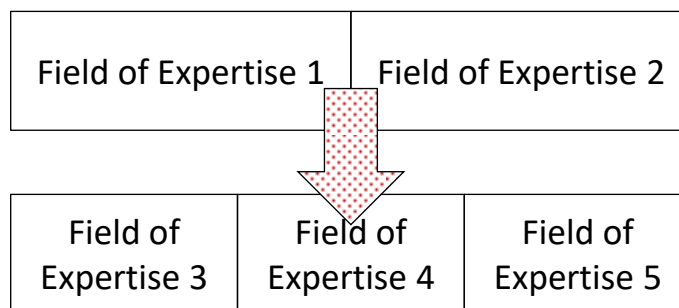 Field of Expertise 1
Field of Expertise 2
Field of
Expertise 3
Field of
Expertise 4
Field of
Expertise 5